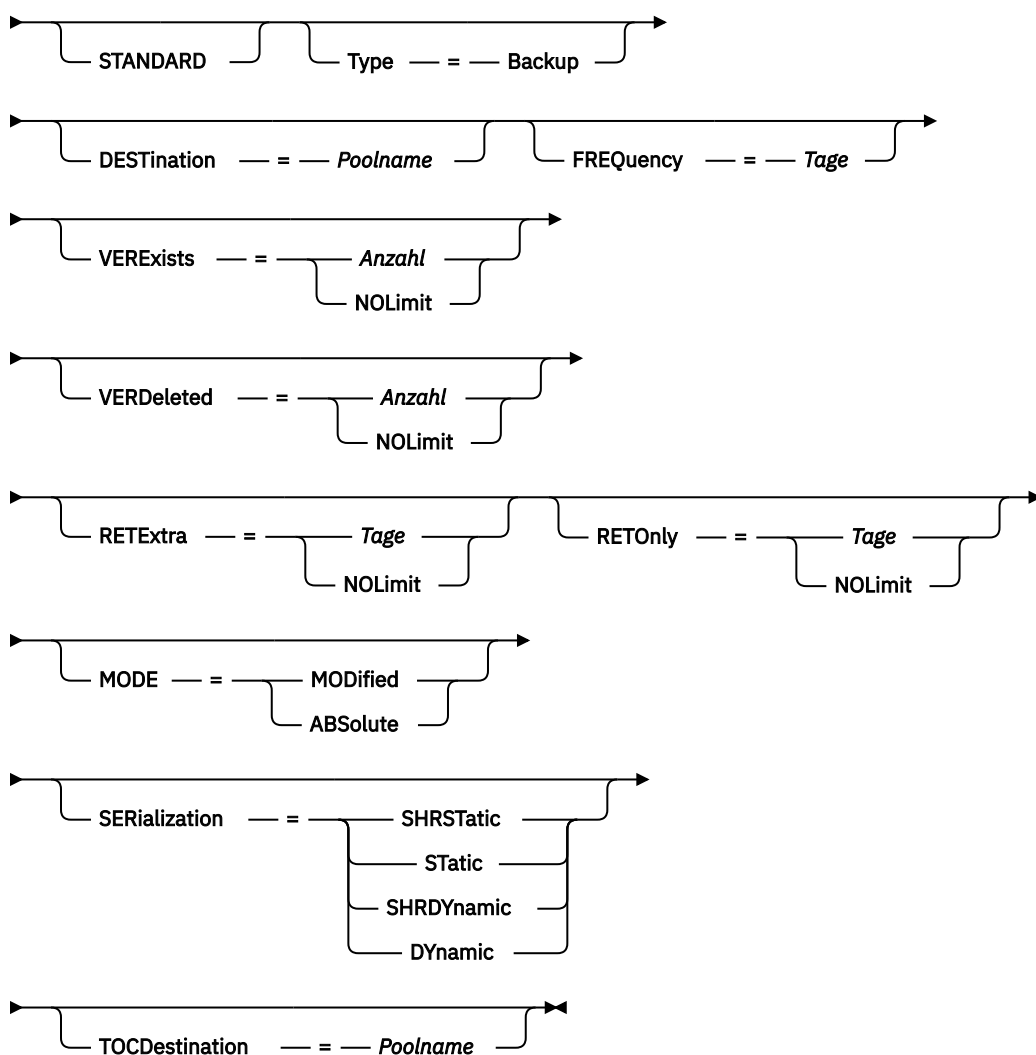 STANDARD Type = Backup
DESTination = Poolname FREQuency = Tage
VERExists = Anzahl
NOLimit
VERDeleted = Anzahl
NOLimit
RETExtra = Tage RETOnly = Tage
NOLimit NOLimit
MODE = MODified
ABSolute
SERialization = SHRSTatic
STatic
SHRDYnamic
DYnamic
TOCDestination = Poolname